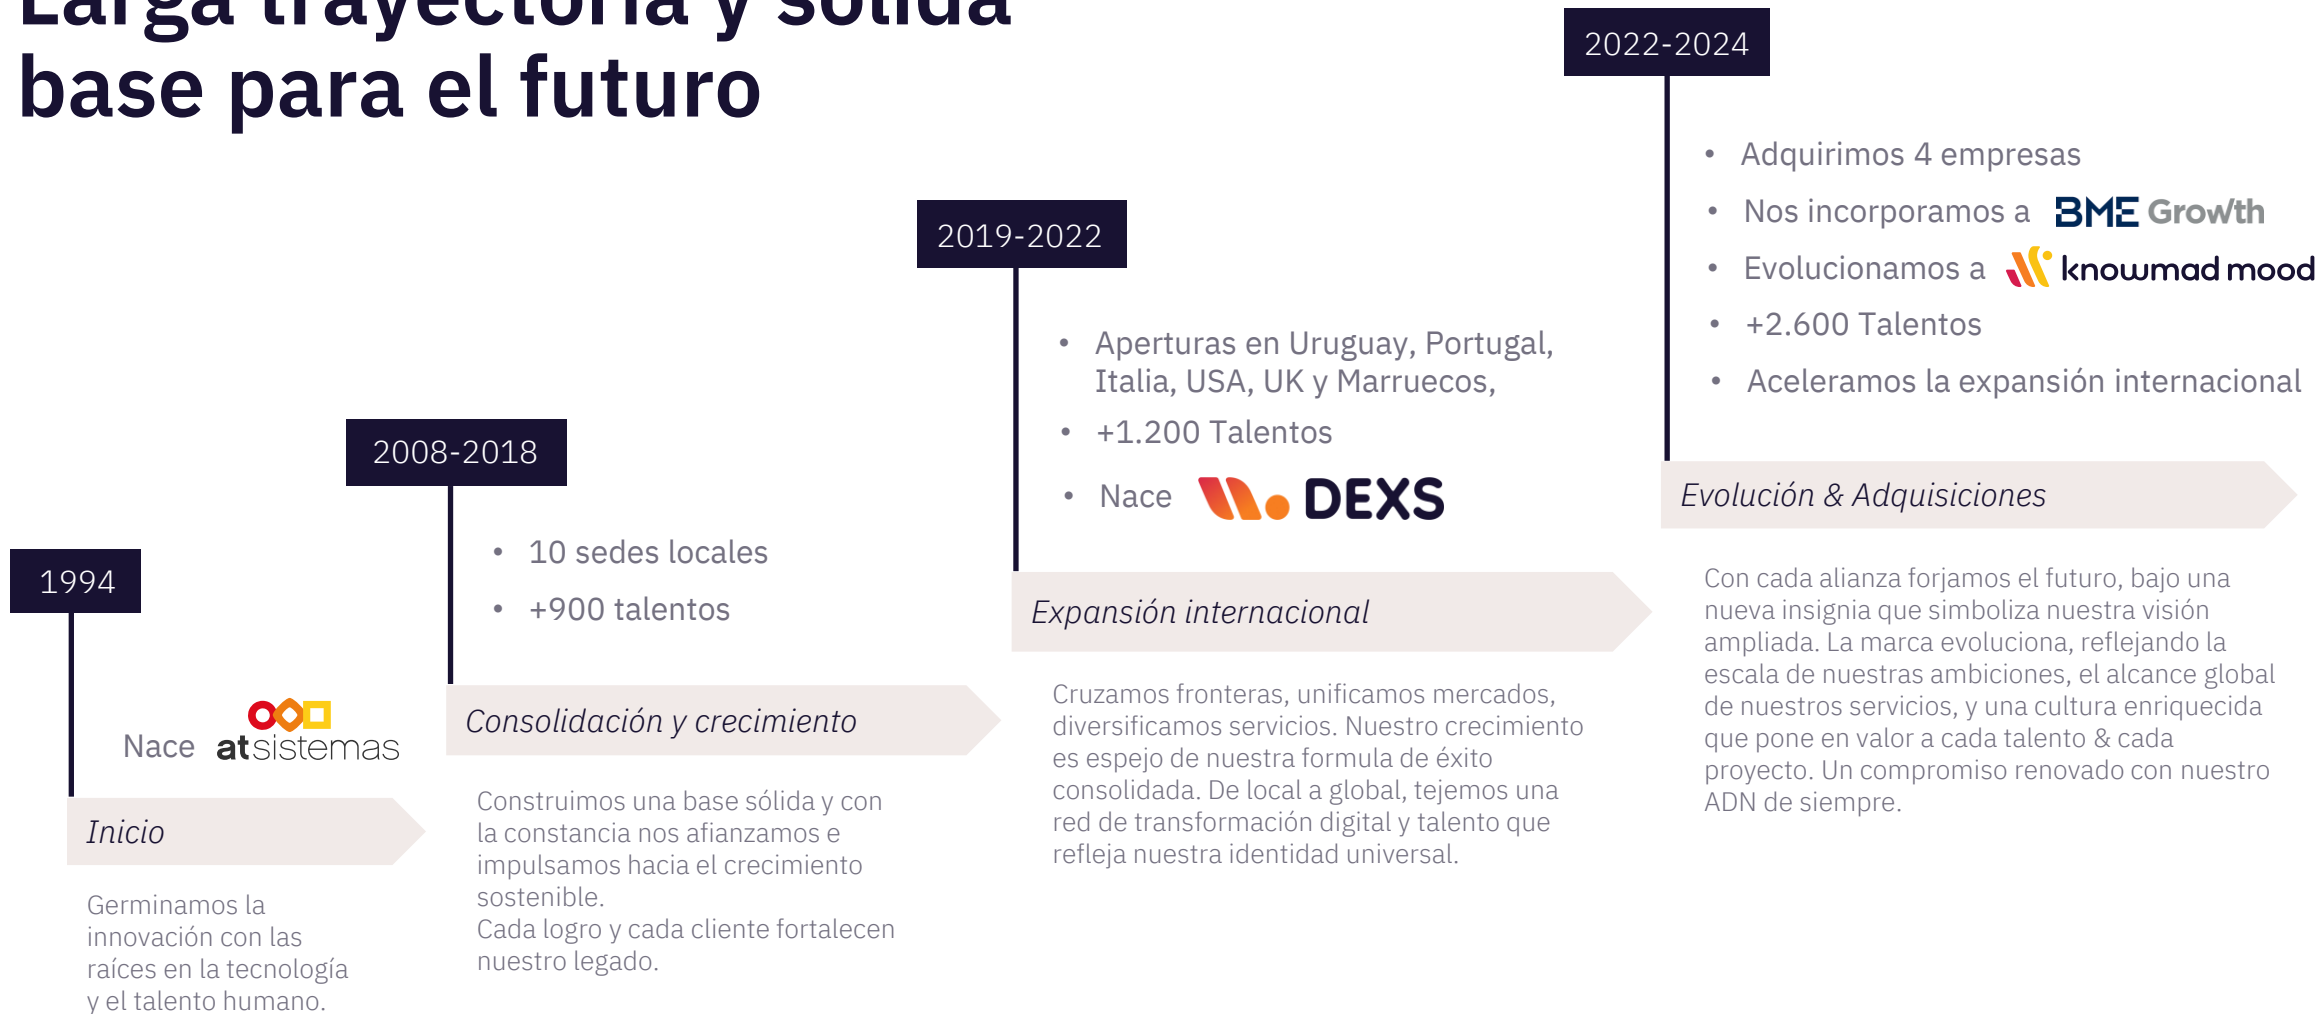 Larga trayectoria y sólida
base para el futuro
1994
Nace atsistemas
Inicio
Germinamos la
innovación con las
raíces en la tecnología
y el talento humano.
2008-2018
• 10 sedes locales
• +900 talentos
Consolidación y crecimiento
Construimos una base sólida y con
la constancia nos afianzamos e
impulsamos hacia el crecimiento
sostenible.
Cada logro y cada cliente fortalecen
nuestro legado.
2019-2022
• Aperturas en Uruguay, Portugal,
Italia, USA, UK y Marruecos,
• +1.200 Talentos
• Nace DEXS
Expansión internacional
Cruzamos fronteras, unificamos mercados,
diversificamos servicios. Nuestro crecimiento
es espejo de nuestra formula de éxito
consolidada. De local a global, tejemos una
red de transformación digital y talento que
refleja nuestra identidad universal.
2022-2024
• Adquirimos 4 empresas
• Nos incorporamos a BME Growth
• Evolucionamos a knowmad mood
• +2.600 Talentos
• Aceleramos la expansión internacional
Evolución & Adquisiciones
Con cada alianza forjamos el futuro, bajo una
nueva insignia que simboliza nuestra visión
ampliada. La marca evoluciona, reflejando la
escala de nuestras ambiciones, el alcance global
de nuestros servicios, y una cultura enriquecida
que pone en valor a cada talento & cada
proyecto. Un compromiso renovado con nuestro
ADN de siempre.